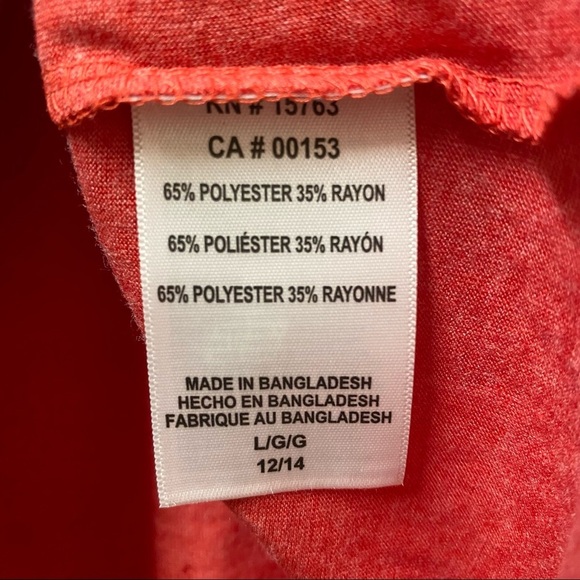 RN # 15763
CA # 00153
65% POLYESTER 35% RAYON
65% POLIÉSTER 35% RAYÓN
65% POLYESTER 35% RAYONNE
MADE IN BANGLADESH
HECHO EN BANGLADESH
FABRIQUE AU BANGLADESH
L/G/G
12/14